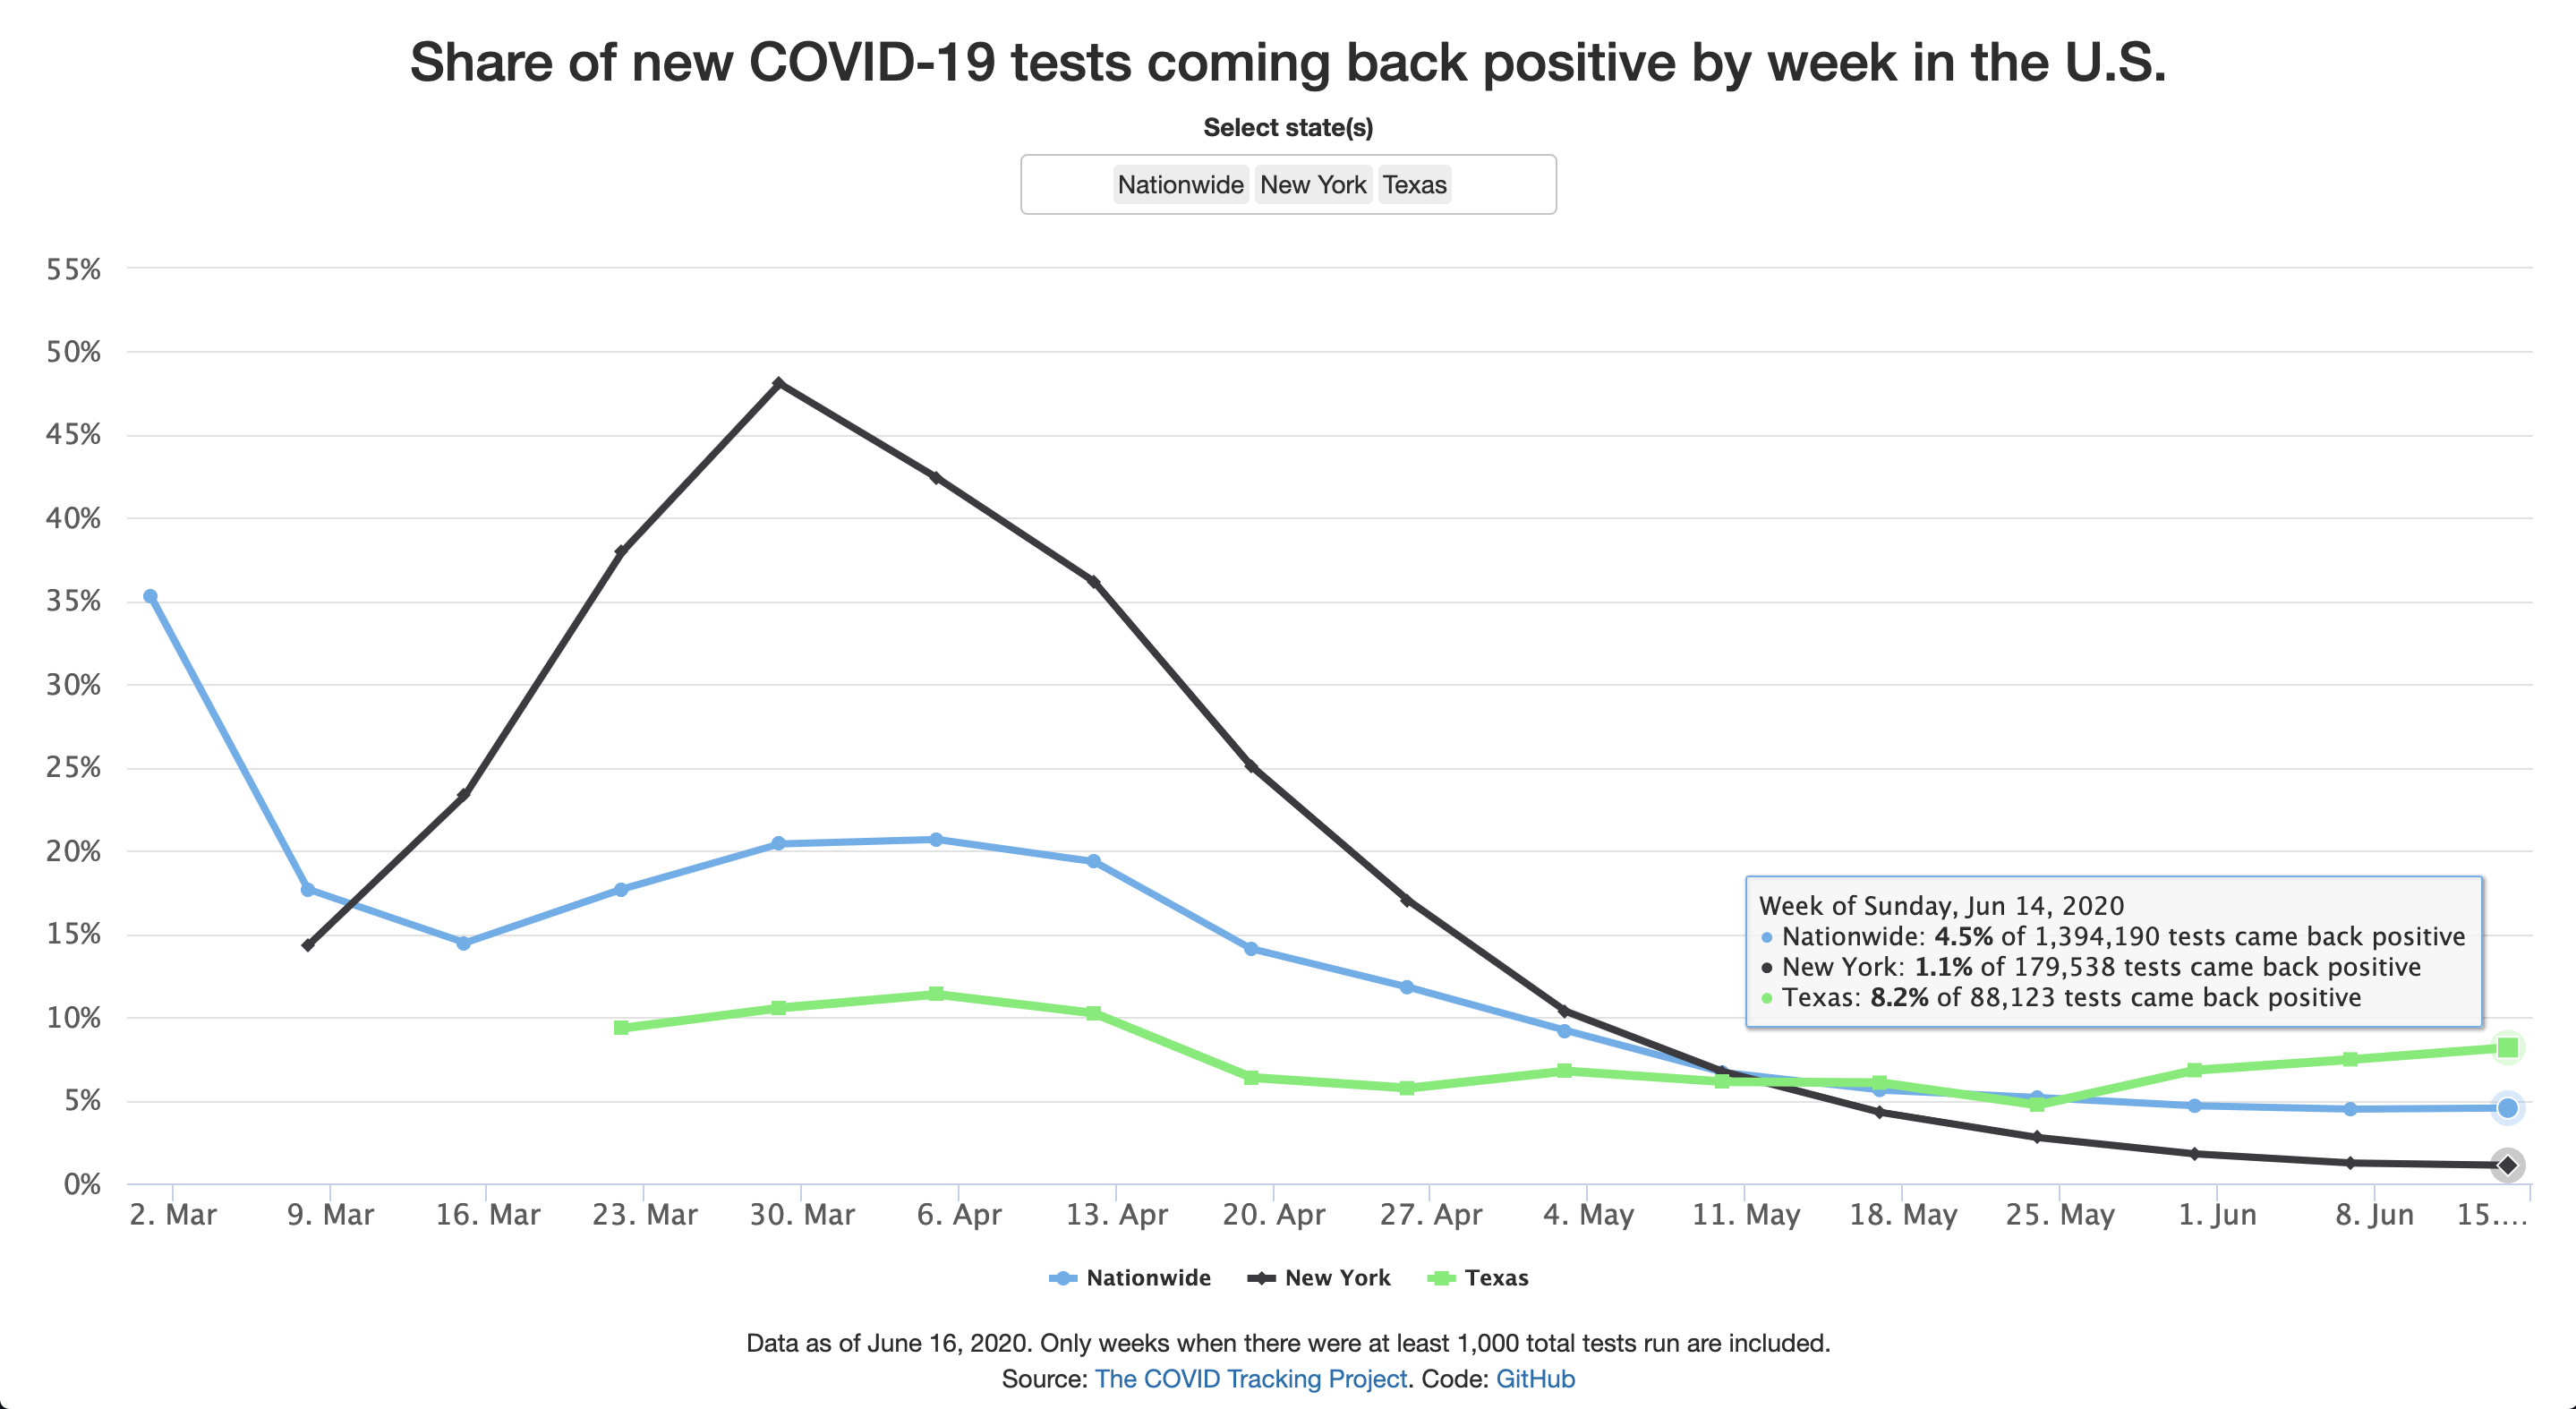 Share of new COVID-19 tests coming back positive by week in the U.S.
Select state(s)
Nationwide New York Texas
55%
50%
45%
40%
35%
30%
25%
20%
15%
10%
5%
0%
Week of Sunday, Jun 14, 2020
Nationwide: 4.5% of 1,394,190 tests came back positive
New York: 1.1% of 179,538 tests came back positive
Texas: 8.2% of 88,123 tests came back positive
2. Mar 9. Mar 16. Mar 23. Mar 30. Mar 6. Apr 13. Apr 20. Apr 27. Apr 4. May 11. May 18. May 25. May 1. Jun 8. Jun 15....
Nationwide New York Texas
Data as of June 16, 2020. Only weeks when there were at least 1,000 total tests run are included.
Source: The COVID Tracking Project. Code: GitHub